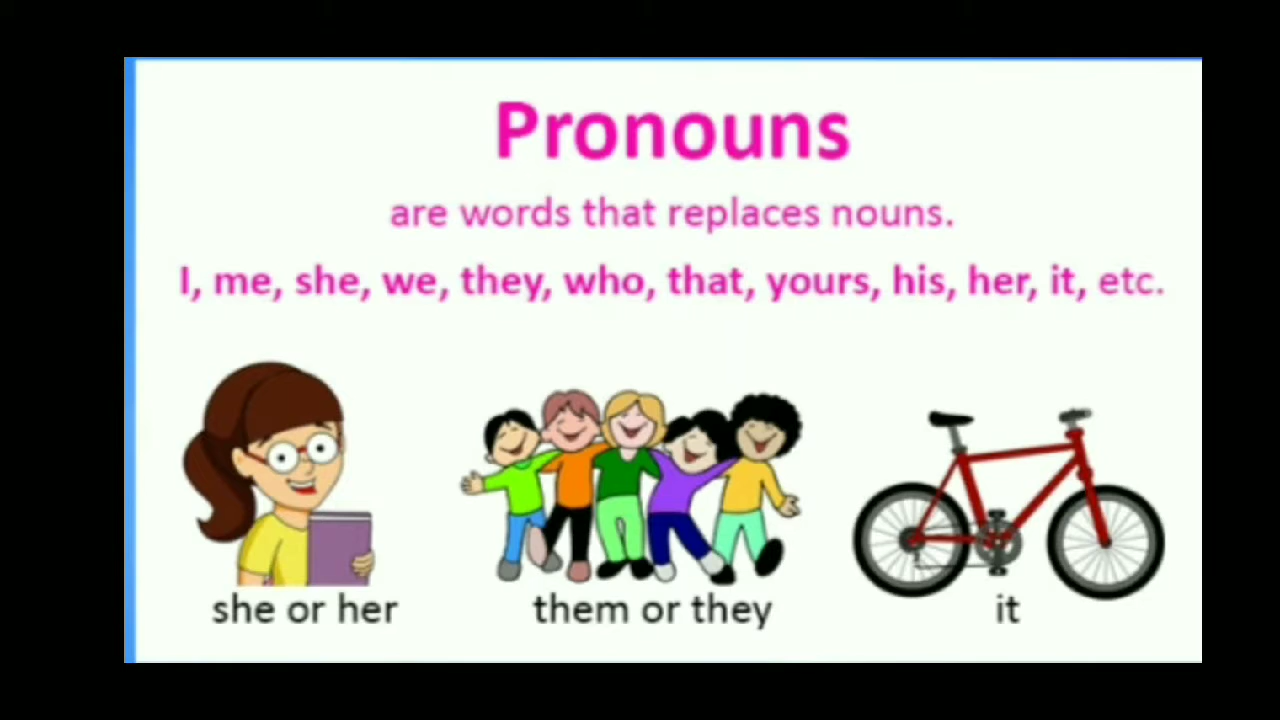 Pronouns
are words that replaces nouns.
I, me, she, we, they, who, that, yours, his, her, it, etc.
she or her
them or they
it